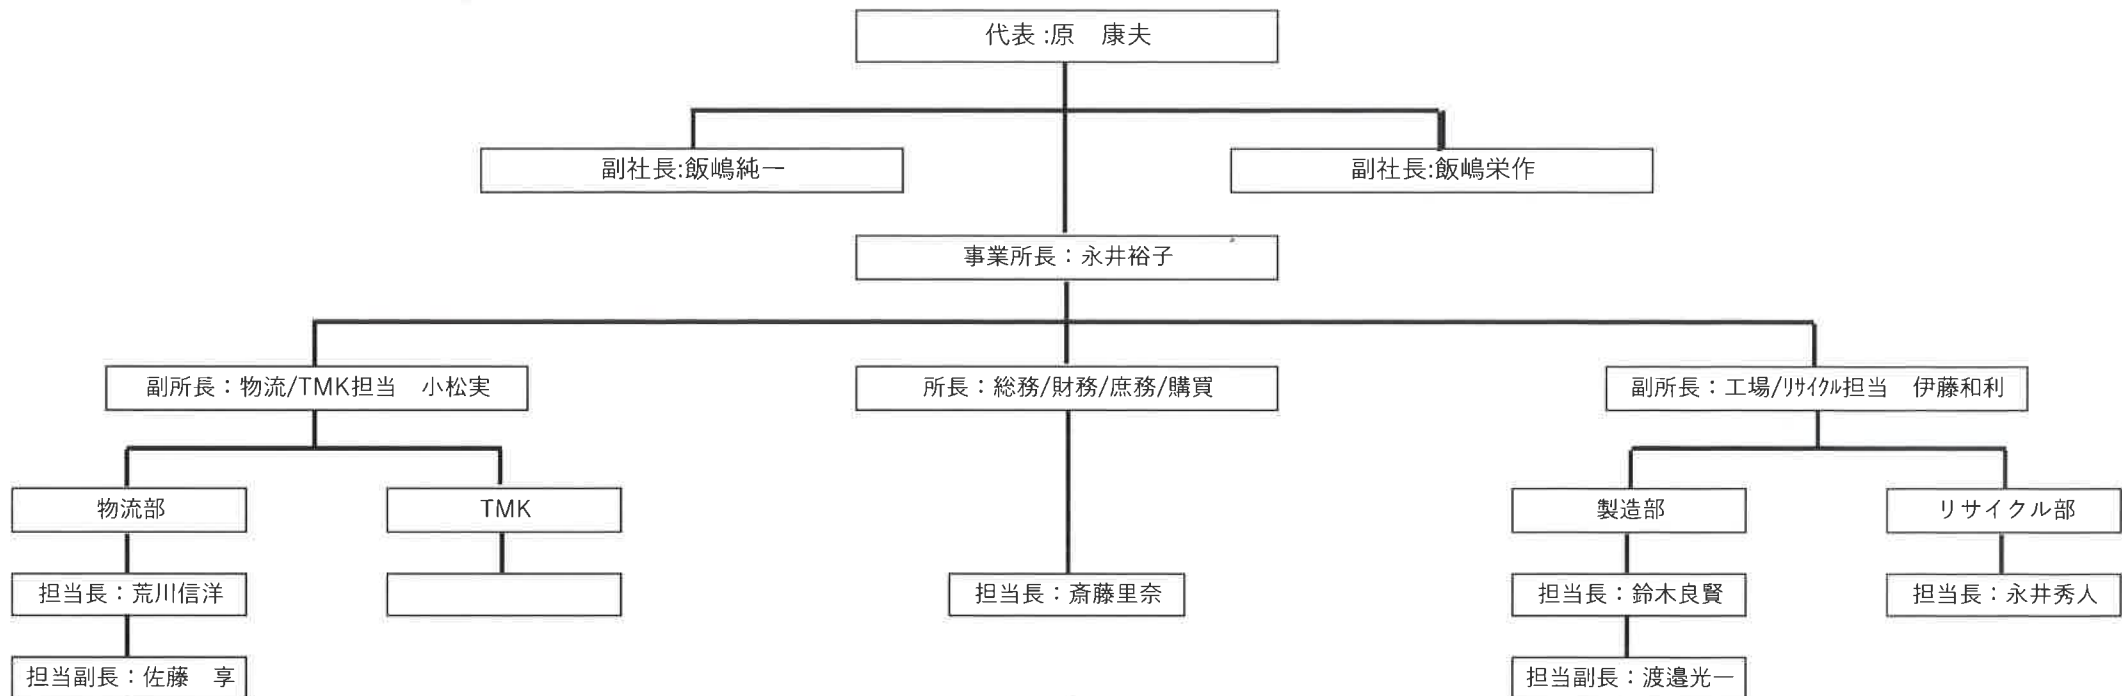 代表:原　康夫
副社長:飯嶋純一
副社長:飯嶋栄作
事業所長：永井裕子
副所長：物流/TMK担当　小松実
所長：総務/財務/庶務/購買
副所長：工場/ﾘｻｲｸﾙ担当　伊藤和利
物流部
TMK
製造部
リサイクル部
担当長：荒川信洋
担当長：斎藤里奈
担当長：鈴木良賢
担当長：永井秀人
担当副長：佐藤　享
担当副長：渡邉光一